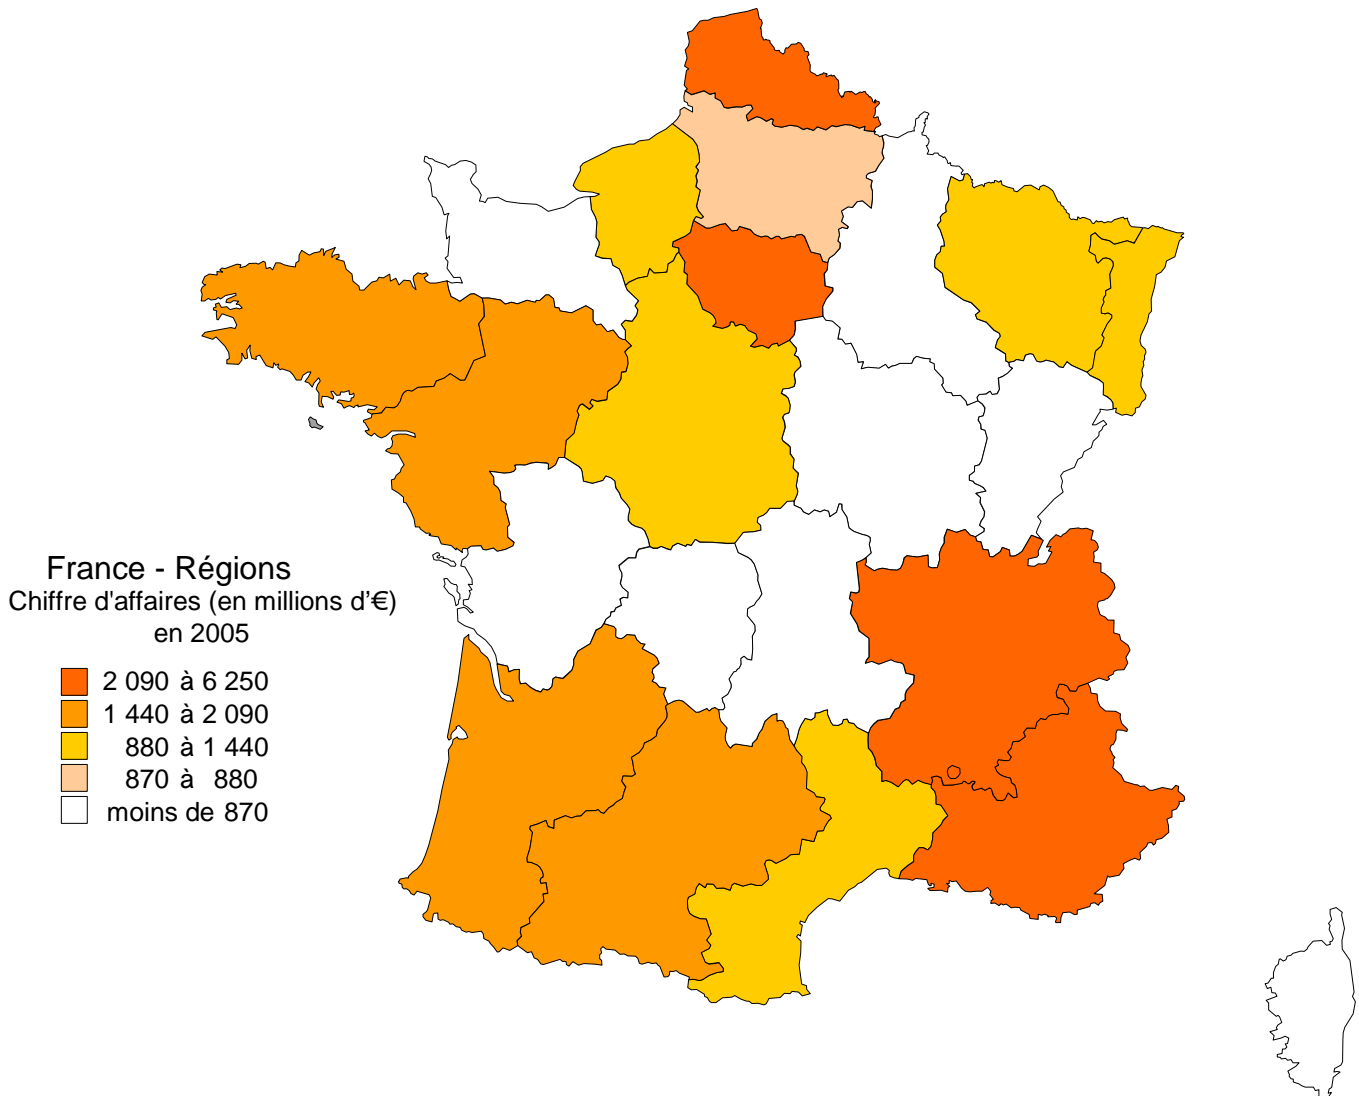 France - Régions
Chiffre d'affaires (en millions d'€)
en 2005
2 090 à 6 250
1 440 à 2 090
880 à 1 440
870 à 880
moins de 870